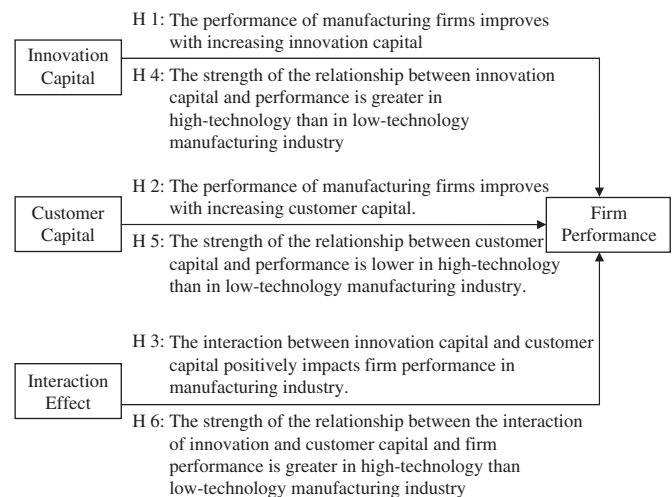 H 1: The performance of manufacturing firms improves
with increasing innovation capital
Innovation
Capital
H 4: The strength of the relationship between innovation
capital and performance is greater in
high-technology than in low-technology
manufacturing industry
H 2: The performance of manufacturing firms improves
with increasing customer capital.
Customer
Capital
Firm
Performance
H 5: The strength of the relationship between customer
capital and performance is lower in high-technology
than in low-technology manufacturing industry.
H 3: The interaction between innovation capital and customer
capital positively impacts firm performance in
manufacturing industry.
Interaction
Effect
H 6: The strength of the relationship between the interaction
of innovation and customer capital and firm
performance is greater in high-technology than
low-technology manufacturing industry